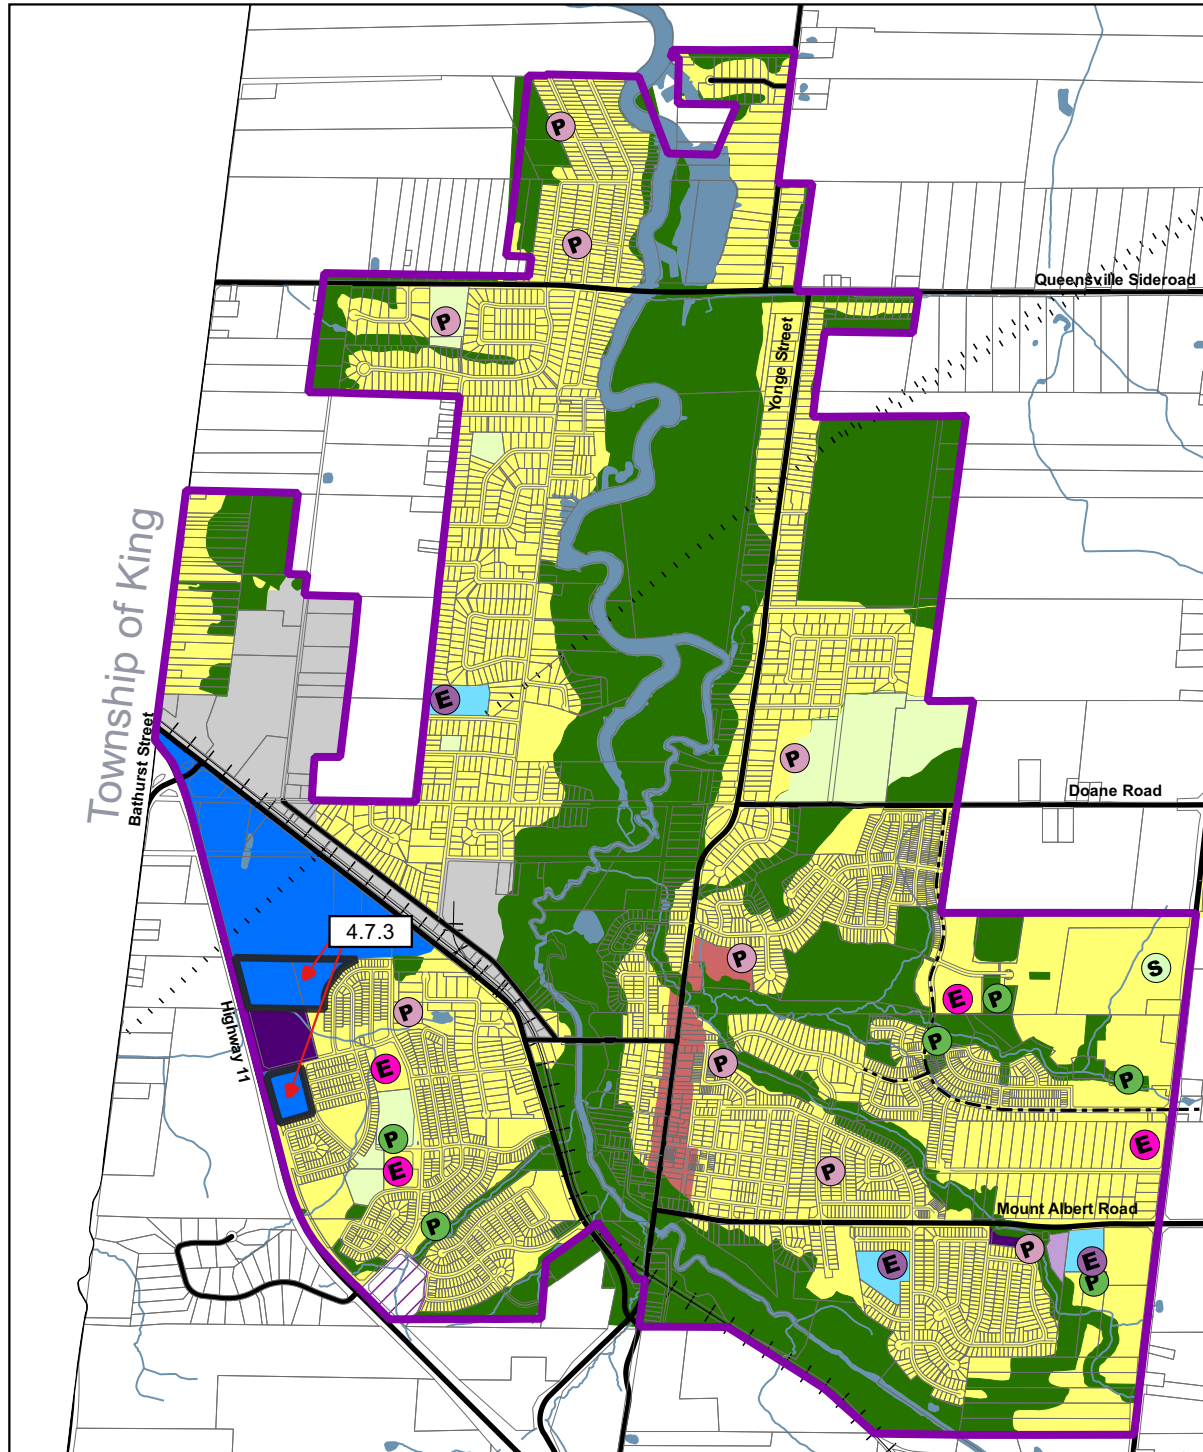 P
P
Queensville Sideroad
P
Yonge Street
Township of King
E
Bathurst Street
P
Doane Road
4.7.3
P
S
E
P
Highway 11
P
P
E
P
P
P
E
E
P
Mount Albert Road
P
P
E
E
P